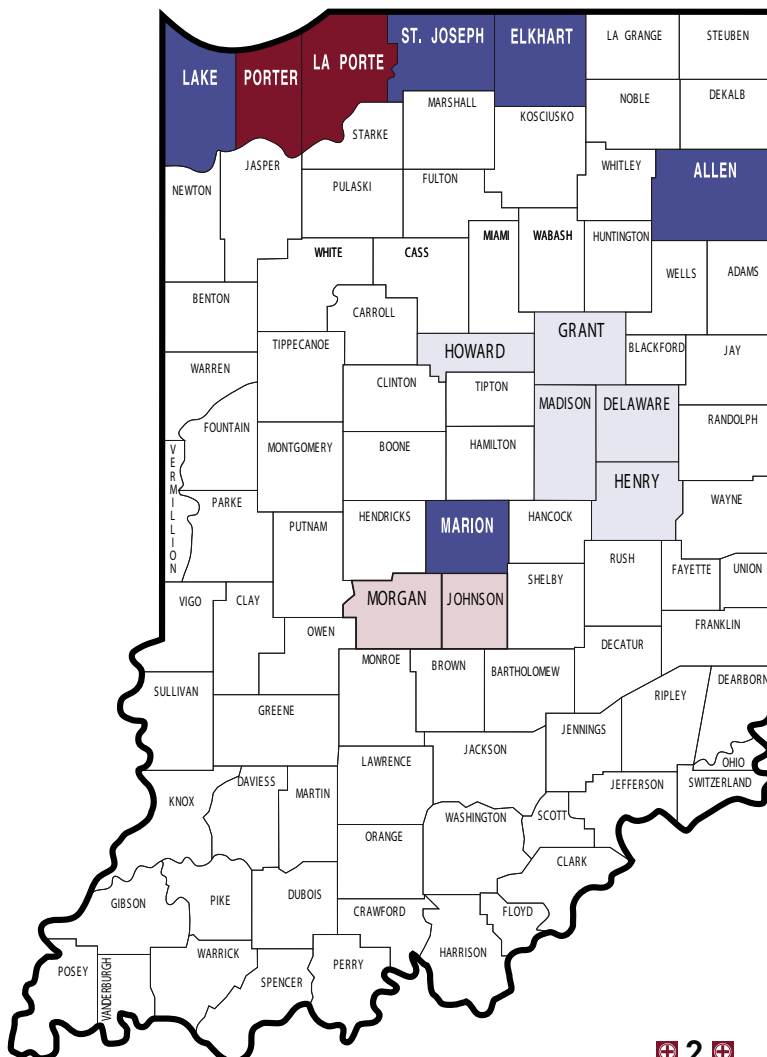 ST. JOSEPH
ELKHART
LA GRANGE
STEUBEN
LA PORTE
LAKE
PORTER
NOBLE
DEKALB
MARSHALL
KOSCIUSKO
STARKE
JASPER
WHITLEY
ALLEN
NEWTON
PULASKI
FULTON
MIAMI
WABASH
HUNTINGTON
WHITE
CASS
WELLS
ADAMS
BENTON
CARROLL
GRANT
TIPPECANOE
HOWARD
BLACKFORD
JAY
WARREN
CLINTON
TIPTON
MADISON
DELAWARE
RANDOLPH
FOUNTAIN
MONTGOMERY
BOONE
HAMILTON
VERMILLION
HENRY
PARKE
WAYNE
PUTNAM
HENDRICKS
MARION
HANCOCK
RUSH
FAYETTE
UNION
VIGO
CLAY
MORGAN
JOHNSON
SHELBY
OWEN
FRANKLIN
DECATUR
MONROE
BROWN
BARTHOLOMEW
SULLIVAN
RIPLEY
DEARBORN
GREENE
JENNINGS
JACKSON
LAWRENCE
OHIO
DAVIESS
MARTIN
JEFFERSON
SWITZERLAND
KNOX
WASHINGTON
SCOTT
ORANGE
CLARK
GIBSON
PIKE
DUBOIS
CRAWFORD
FLOYD
HARRISON
WARRICK
PERRY
POSEY
VANDERBURGH
SPENCER
2